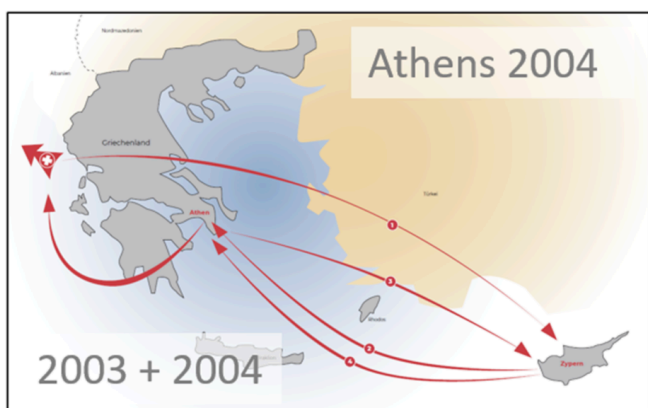 Nordmazedonien
Athens 2004
Albanien
Griechenland
Türkei
Athen
1
3
Rhodos
2
4
Zypern
2003 + 2004